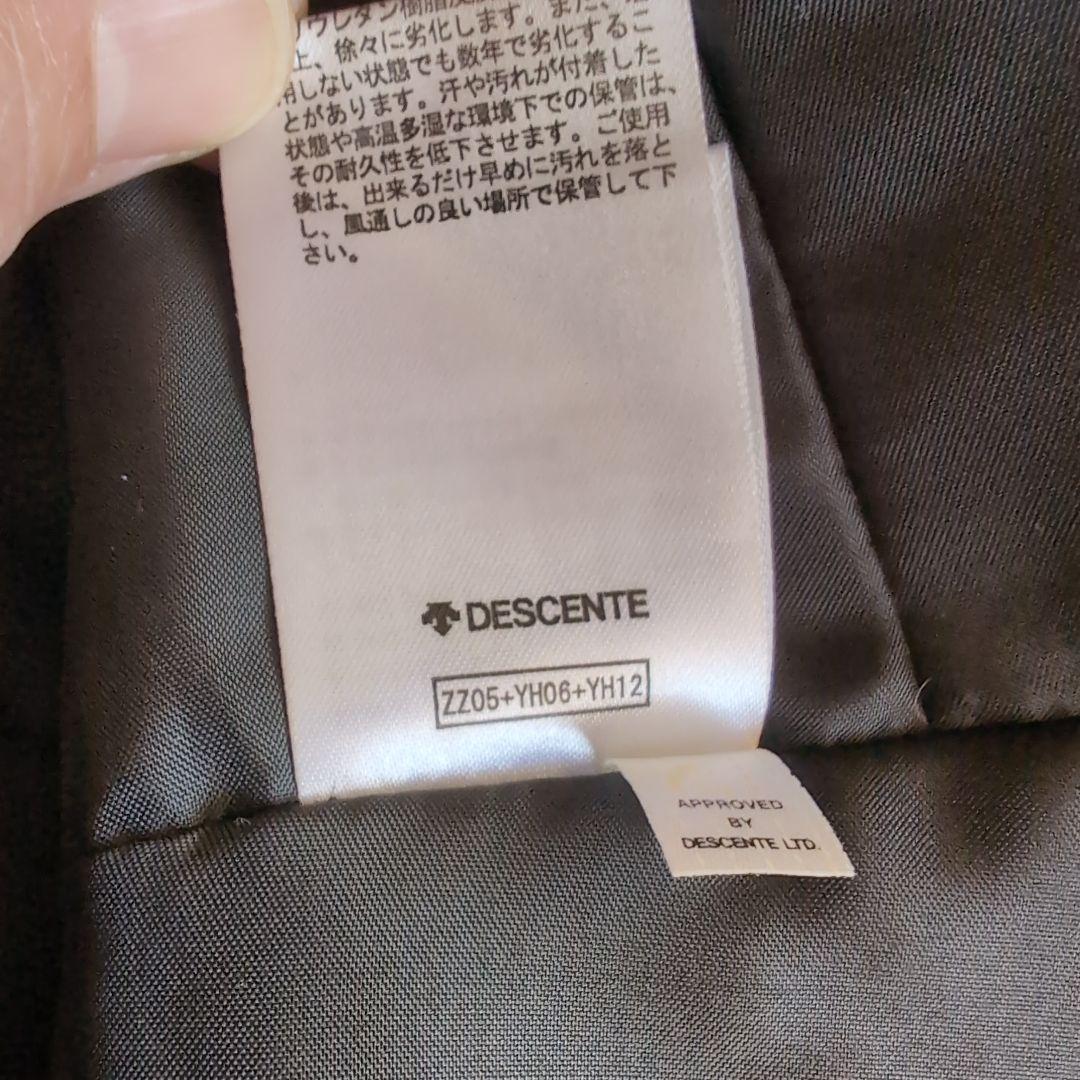 ウレタン樹脂
上、徐々に劣化します。また、
用しない状態でも数年で劣化するこ
とがあります。汗や汚れが付着した
状態や高温多湿な環境下での保管は、
その耐久性を低下させます。ご使用
後は、出来るだけ早めに汚れを落と
し、風通しの良い場所で保管して下
さい。
DESCENTE
ZZ05+YH06+YH12
APPROVED
BY
DESCENTE LTD.